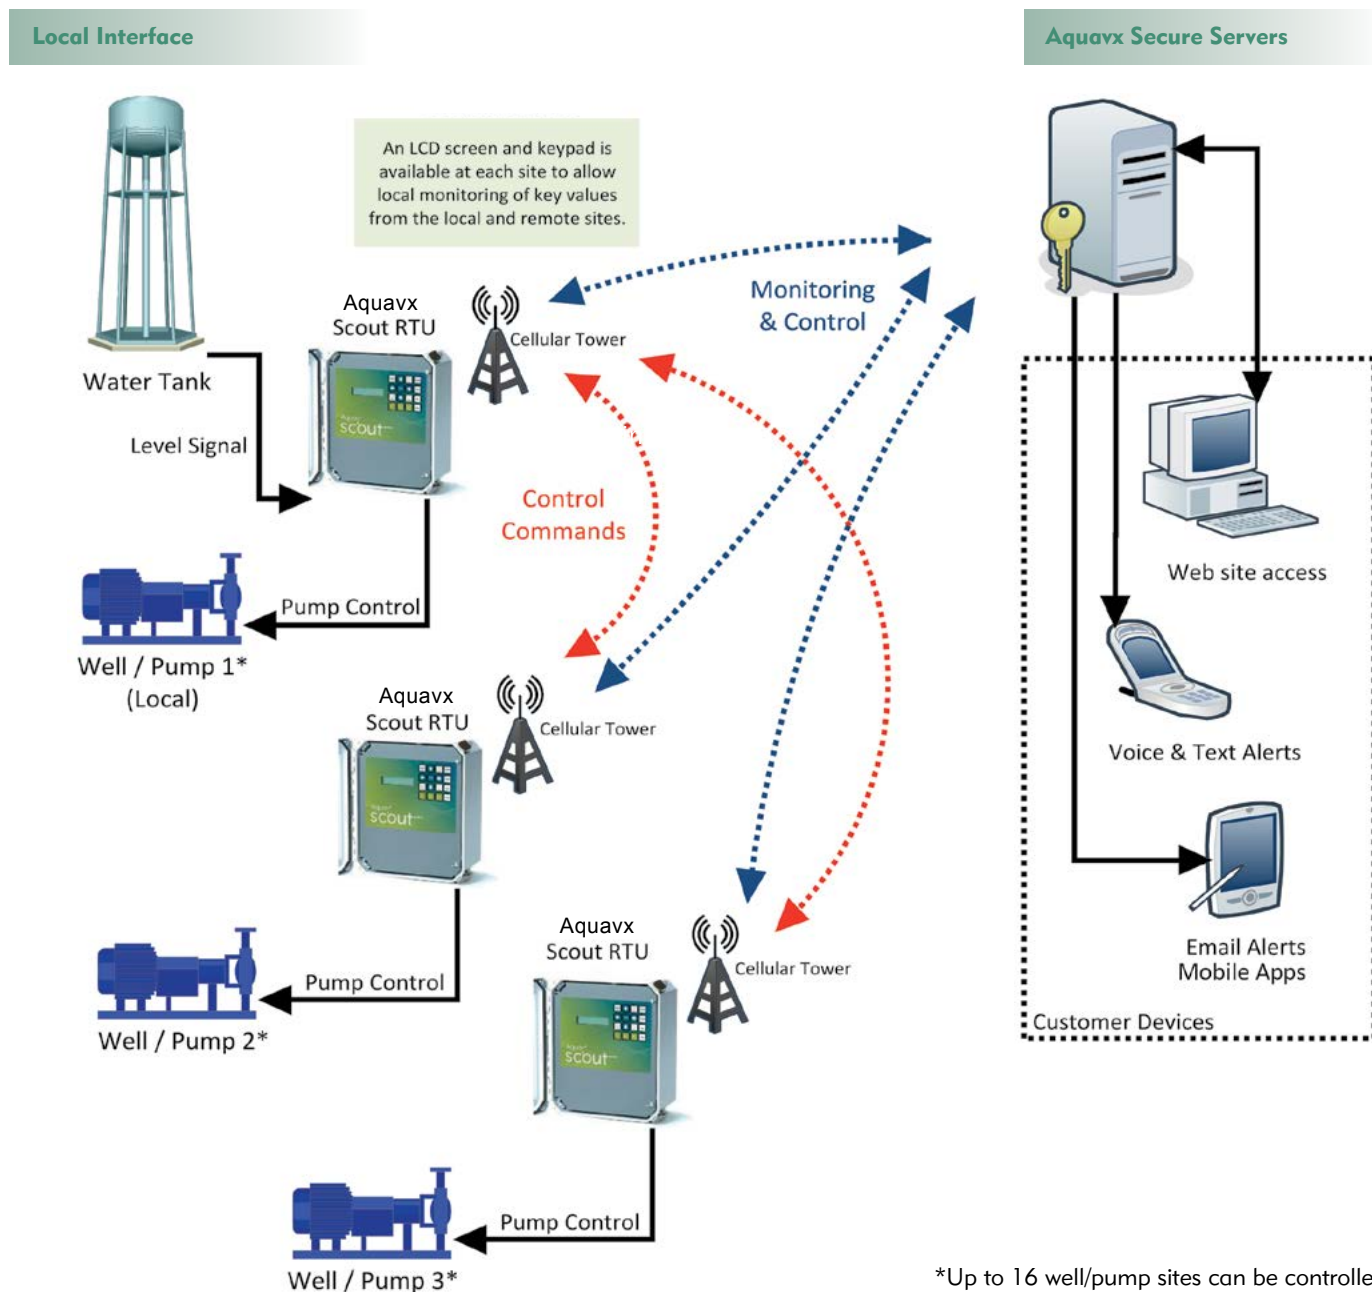 Local Interface
Aquavx Secure Servers
An LCD screen and keypad is
available at each site to allow
local monitoring of key values
from the local and remote sites.
Aquavx
Scout RTU
Cellular Tower
Monitoring
& Control
Water Tank
Level Signal
scout
Control
Commands
Pump Control
Well / Pump 1*
(Local)
Web site access
Aquavx
Scout RTU
Cellular Tower
scout
Voice & Text Alerts
Pump Control
Well / Pump 2*
Aquavx
Scout RTU
Cellular Tower
scout
Email Alerts
Mobile Apps
Customer Devices
Pump Control
Well / Pump 3*
*Up to 16 well/pump sites can be controlle